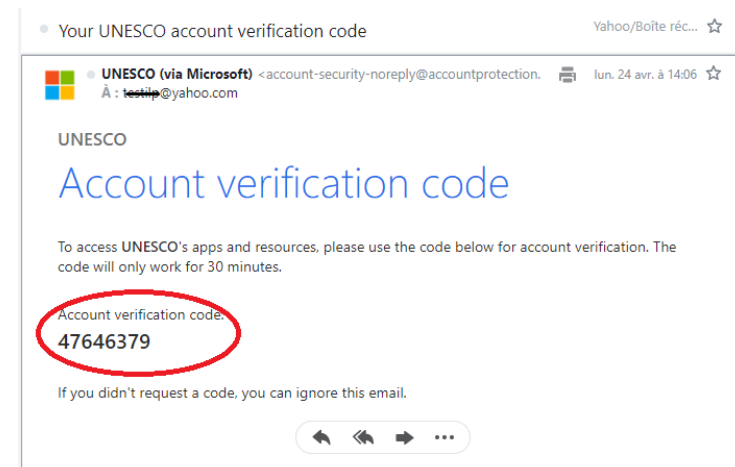 Your UNESCO account verification code
Yahoo/Boîte réc...
UNESCO (via Microsoft) <account-security-noreply@accountprotection.
lun. 24 avr. à 14:06
À : @yahoo.com
UNESCO
Account verification code
To access UNESCO's apps and resources, please use the code below for account verification. The
code will only work for 30 minutes.
Account verification code:
47646379
If you didn't request a code, you can ignore this email.